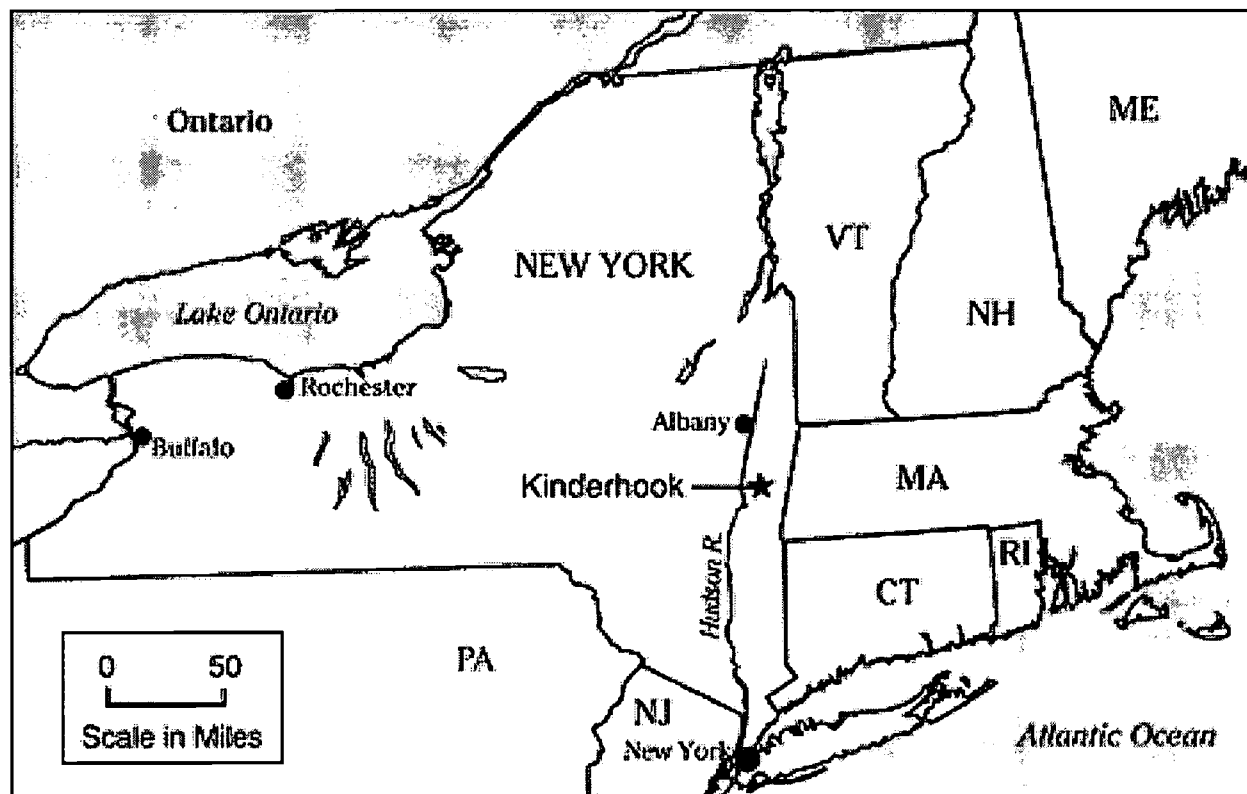 Ontario
ME
VT
NEW YORK
NH
Lake Ontario
Rochester
Albany
Buffalo
MA
Kinderhook
RI
CT
Hudson R.
PA
0 50
Scale in Miles
NJ
New York
Atlantic Ocean